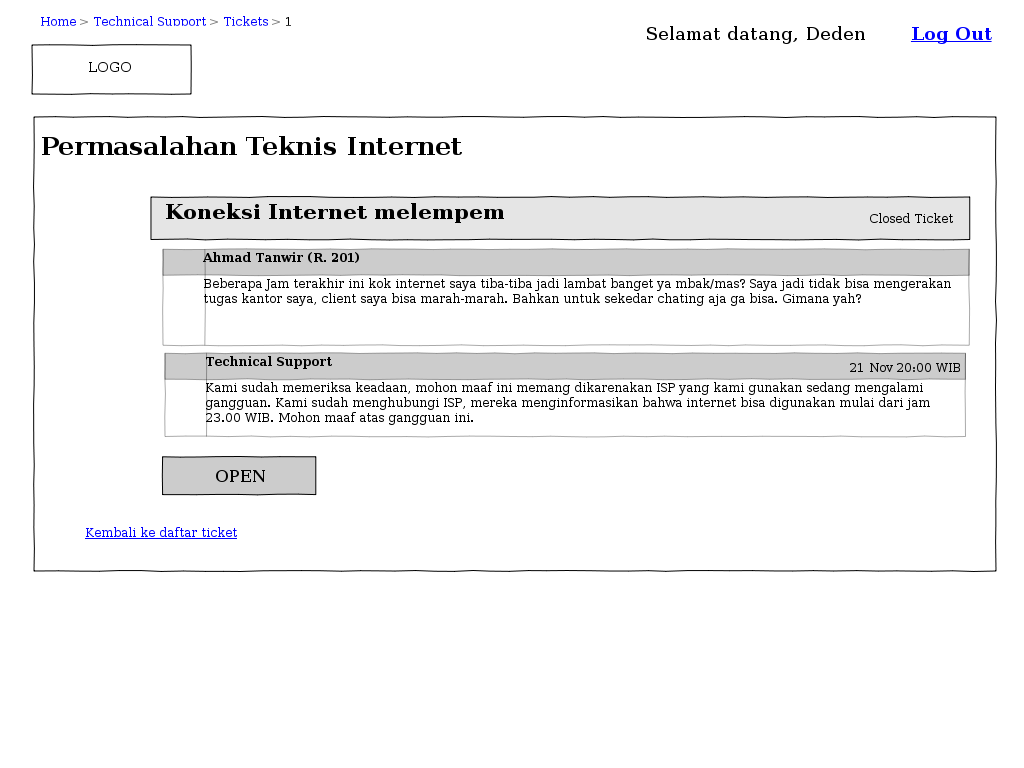 Home > Technical Support > Tickets > 1
Selamat datang, Deden
Log Out
LOGO
Permasalahan Teknis Internet
Koneksi Internet melempem
Closed Ticket
Ahmad Tanwir (R. 201)
Beberapa Jam terakhir ini kok internet saya tiba-tiba jadi lambat banget ya mbak/mas? Saya jadi tidak bisa mengerakan
tugas kantor saya, client saya bisa marah-marah. Bahkan untuk sekedar chating aja ga bisa. Gimana yah?
Technical Support
21 Nov 20:00 WIB
Kami sudah memeriksa keadaan, mohon maaf ini memang dikarenakan ISP yang kami gunakan sedang mengalami
gangguan. Kami sudah menghubungi ISP, mereka menginformasikan bahwa internet bisa digunakan mulai dari jam
23.00 WIB. Mohon maaf atas gangguan ini.
OPEN
Kembali ke daftar ticket